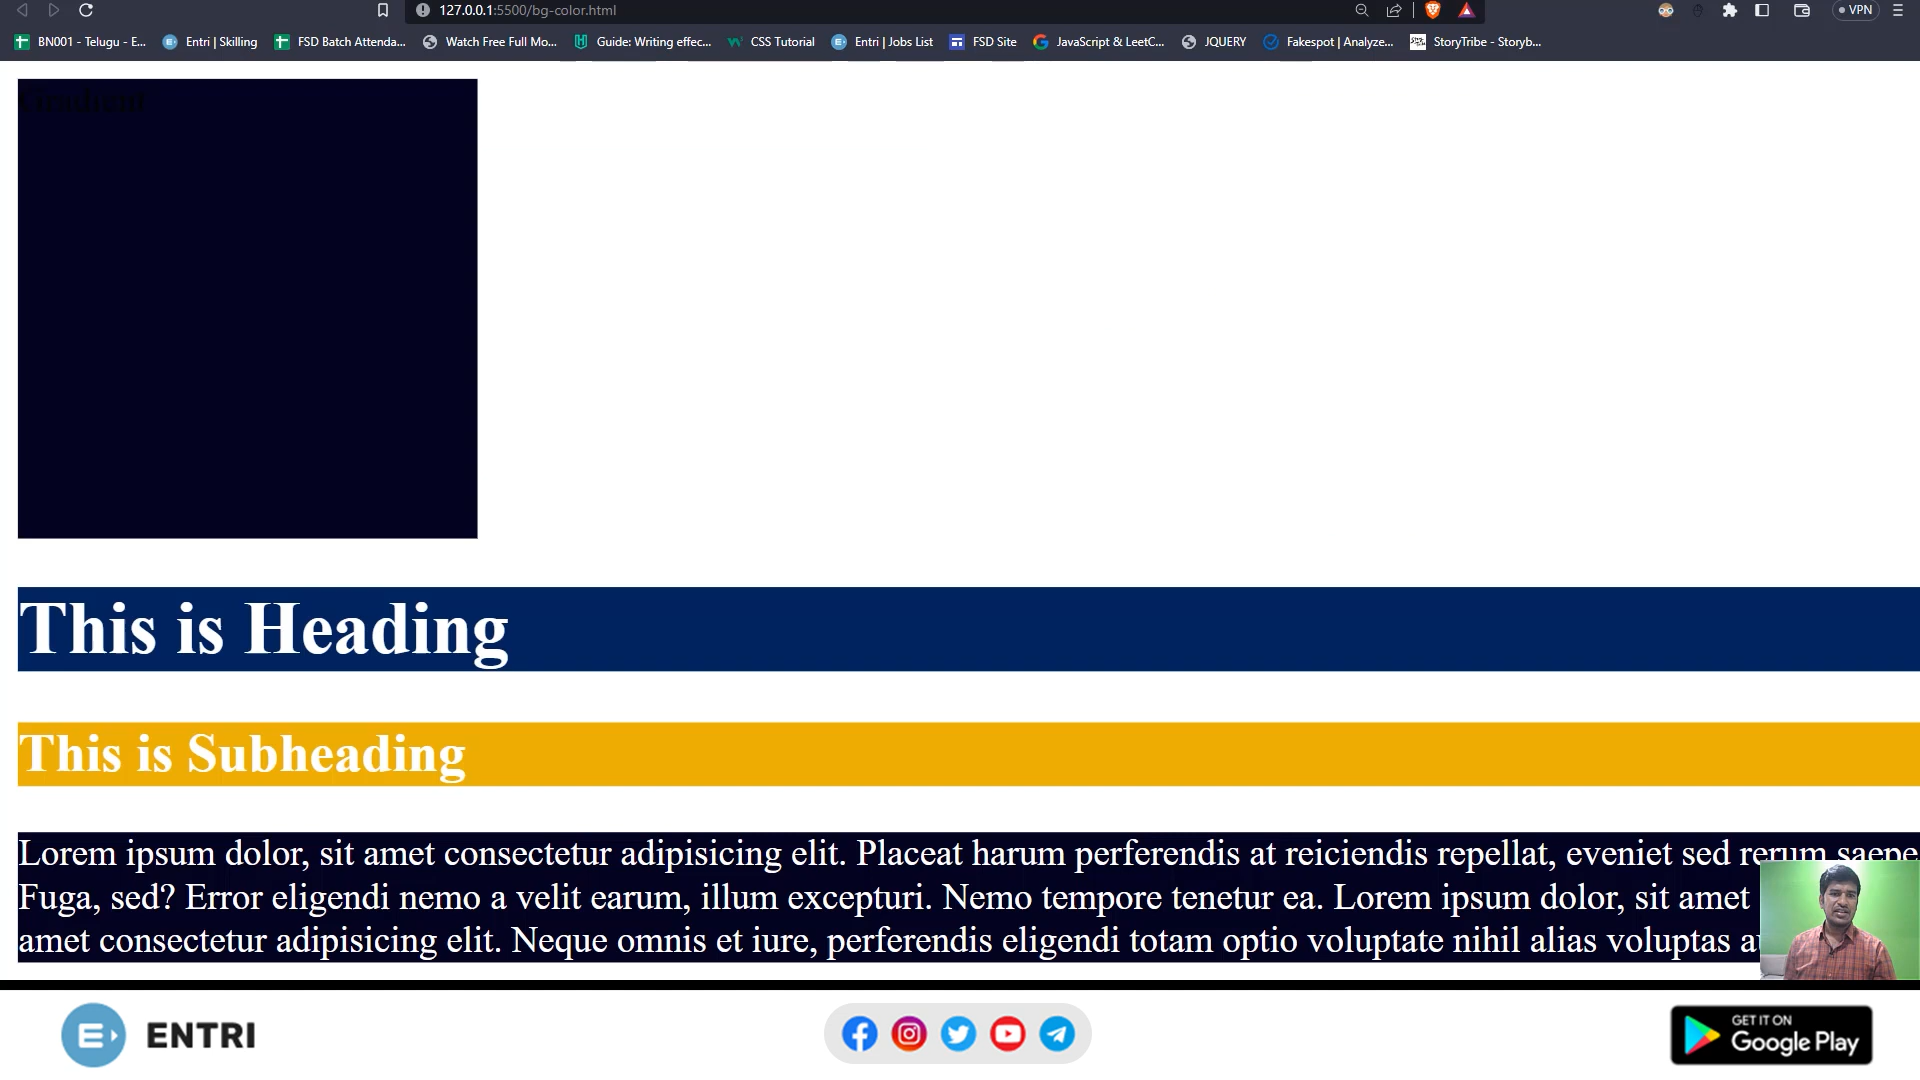 127.0.0.1:5500/bg-color.html
VPN
BN001 - Telugu - E...
Entri | Skilling
FSD Batch Attenda...
Watch Free Full Mo...
Guide: Writing effec...
CSS Tutorial
Entri | Jobs List
FSD Site
JavaScript & LeetC...
JQUERY
Fakespot | Analyze...
StoryTribe - Storyb...
Gradient
This is Heading
This is Subheading
Lorem ipsum dolor, sit amet consectetur adipisicing elit. Placeat harum perferendis at reiciendis repellat, eveniet sed rerum saepe
Fuga, sed? Error eligendi nemo a velit earum, illum excepturi. Nemo tempore tenetur ea. Lorem ipsum dolor, sit amet
amet consectetur adipisicing elit. Neque omnis et iure, perferendis eligendi totam optio voluptate nihil alias voluptas
ENTRI
GET IT ON
Google Play